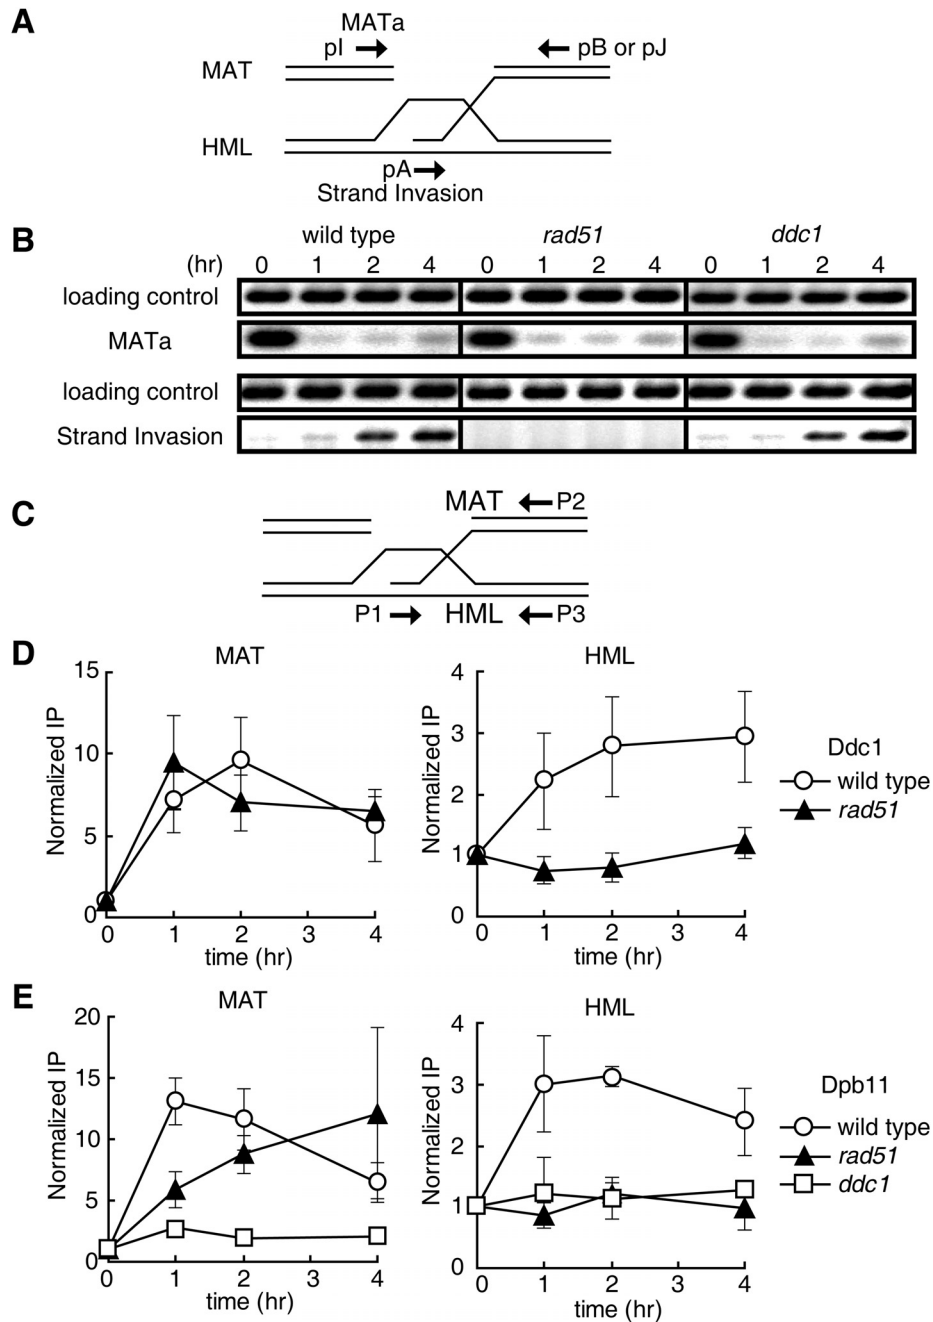 A
MATa
pI
pB or pJ
MAT
HML
pA
Strand Invasion
B
wild type rad51 ddc1
(hr) 0 1 2 4 0 1 2 4 0 1 2 4
loading control
MATa
loading control
Strand Invasion
C
MAT P2
P1 HML P3
D
MAT
Normalized IP
15
10
5
0
0 1 2 3 4
time (hr)
HML
Normalized IP
4
3
2
1
0
0 1 2 3 4
time (hr)
Ddc1
wild type
rad51
E
MAT
Normalized IP
20
15
10
5
0
0 1 2 3 4
time (hr)
HML
Normalized IP
4
3
2
1
0
0 1 2 3 4
time (hr)
Dpb11
wild type
rad51
ddc1